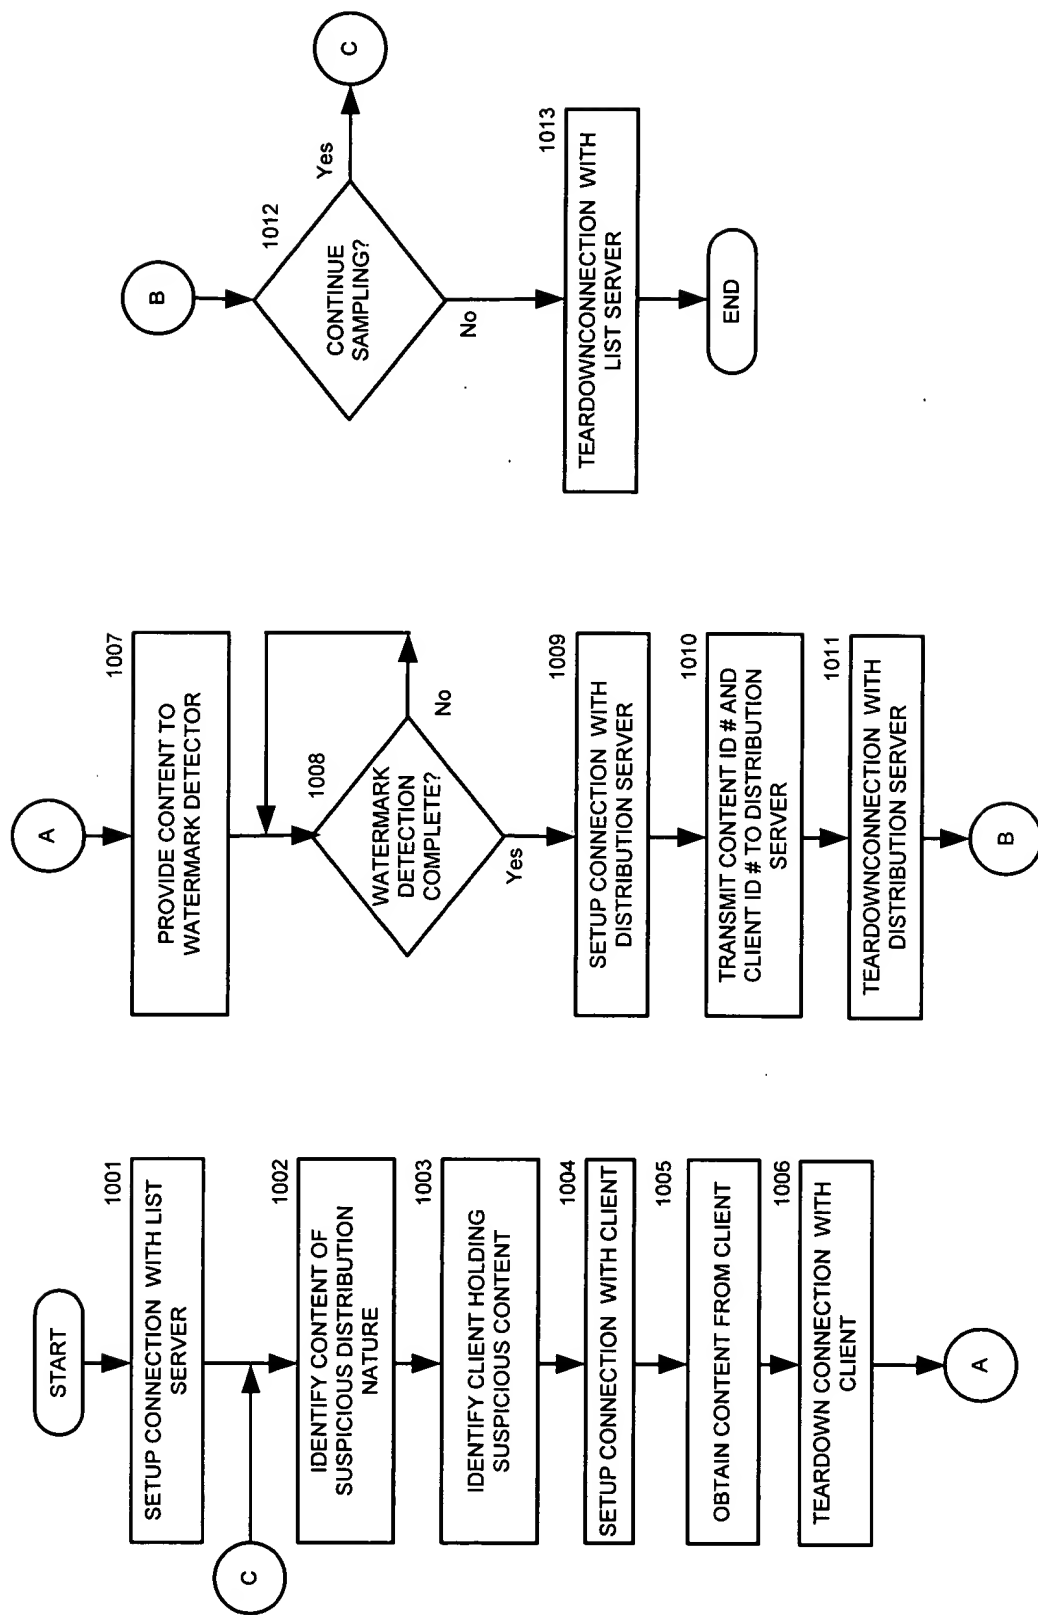 START
1001
SETUP CONNECTION WITH LIST
SERVER
C
1002
IDENTIFY CONTENT OF
SUSPICIOUS DISTRIBUTION
NATURE
1003
IDENTIFY CLIENT HOLDING
SUSPICIOUS CONTENT
1004
SETUP CONNECTION WITH CLIENT
1005
OBTAIN CONTENT FROM CLIENT
1006
TEARDOWN CONNECTION WITH
CLIENT
A
A
1007
PROVIDE CONTENT TO
WATERMARK DETECTOR
1008
WATERMARK
DETECTION
COMPLETE?
No
Yes
1009
SETUP CONNECTION WITH
DISTRIBUTION SERVER
1010
TRANSMIT CONTENT ID # AND
CLIENT ID # TO DISTRIBUTION
SERVER
1011
TEARDOWNCONNECTION WITH
DISTRIBUTION SERVER
B
B
1012
CONTINUE
SAMPLING?
Yes
C
No
1013
TEARDOWNCONNECTION WITH
LIST SERVER
END